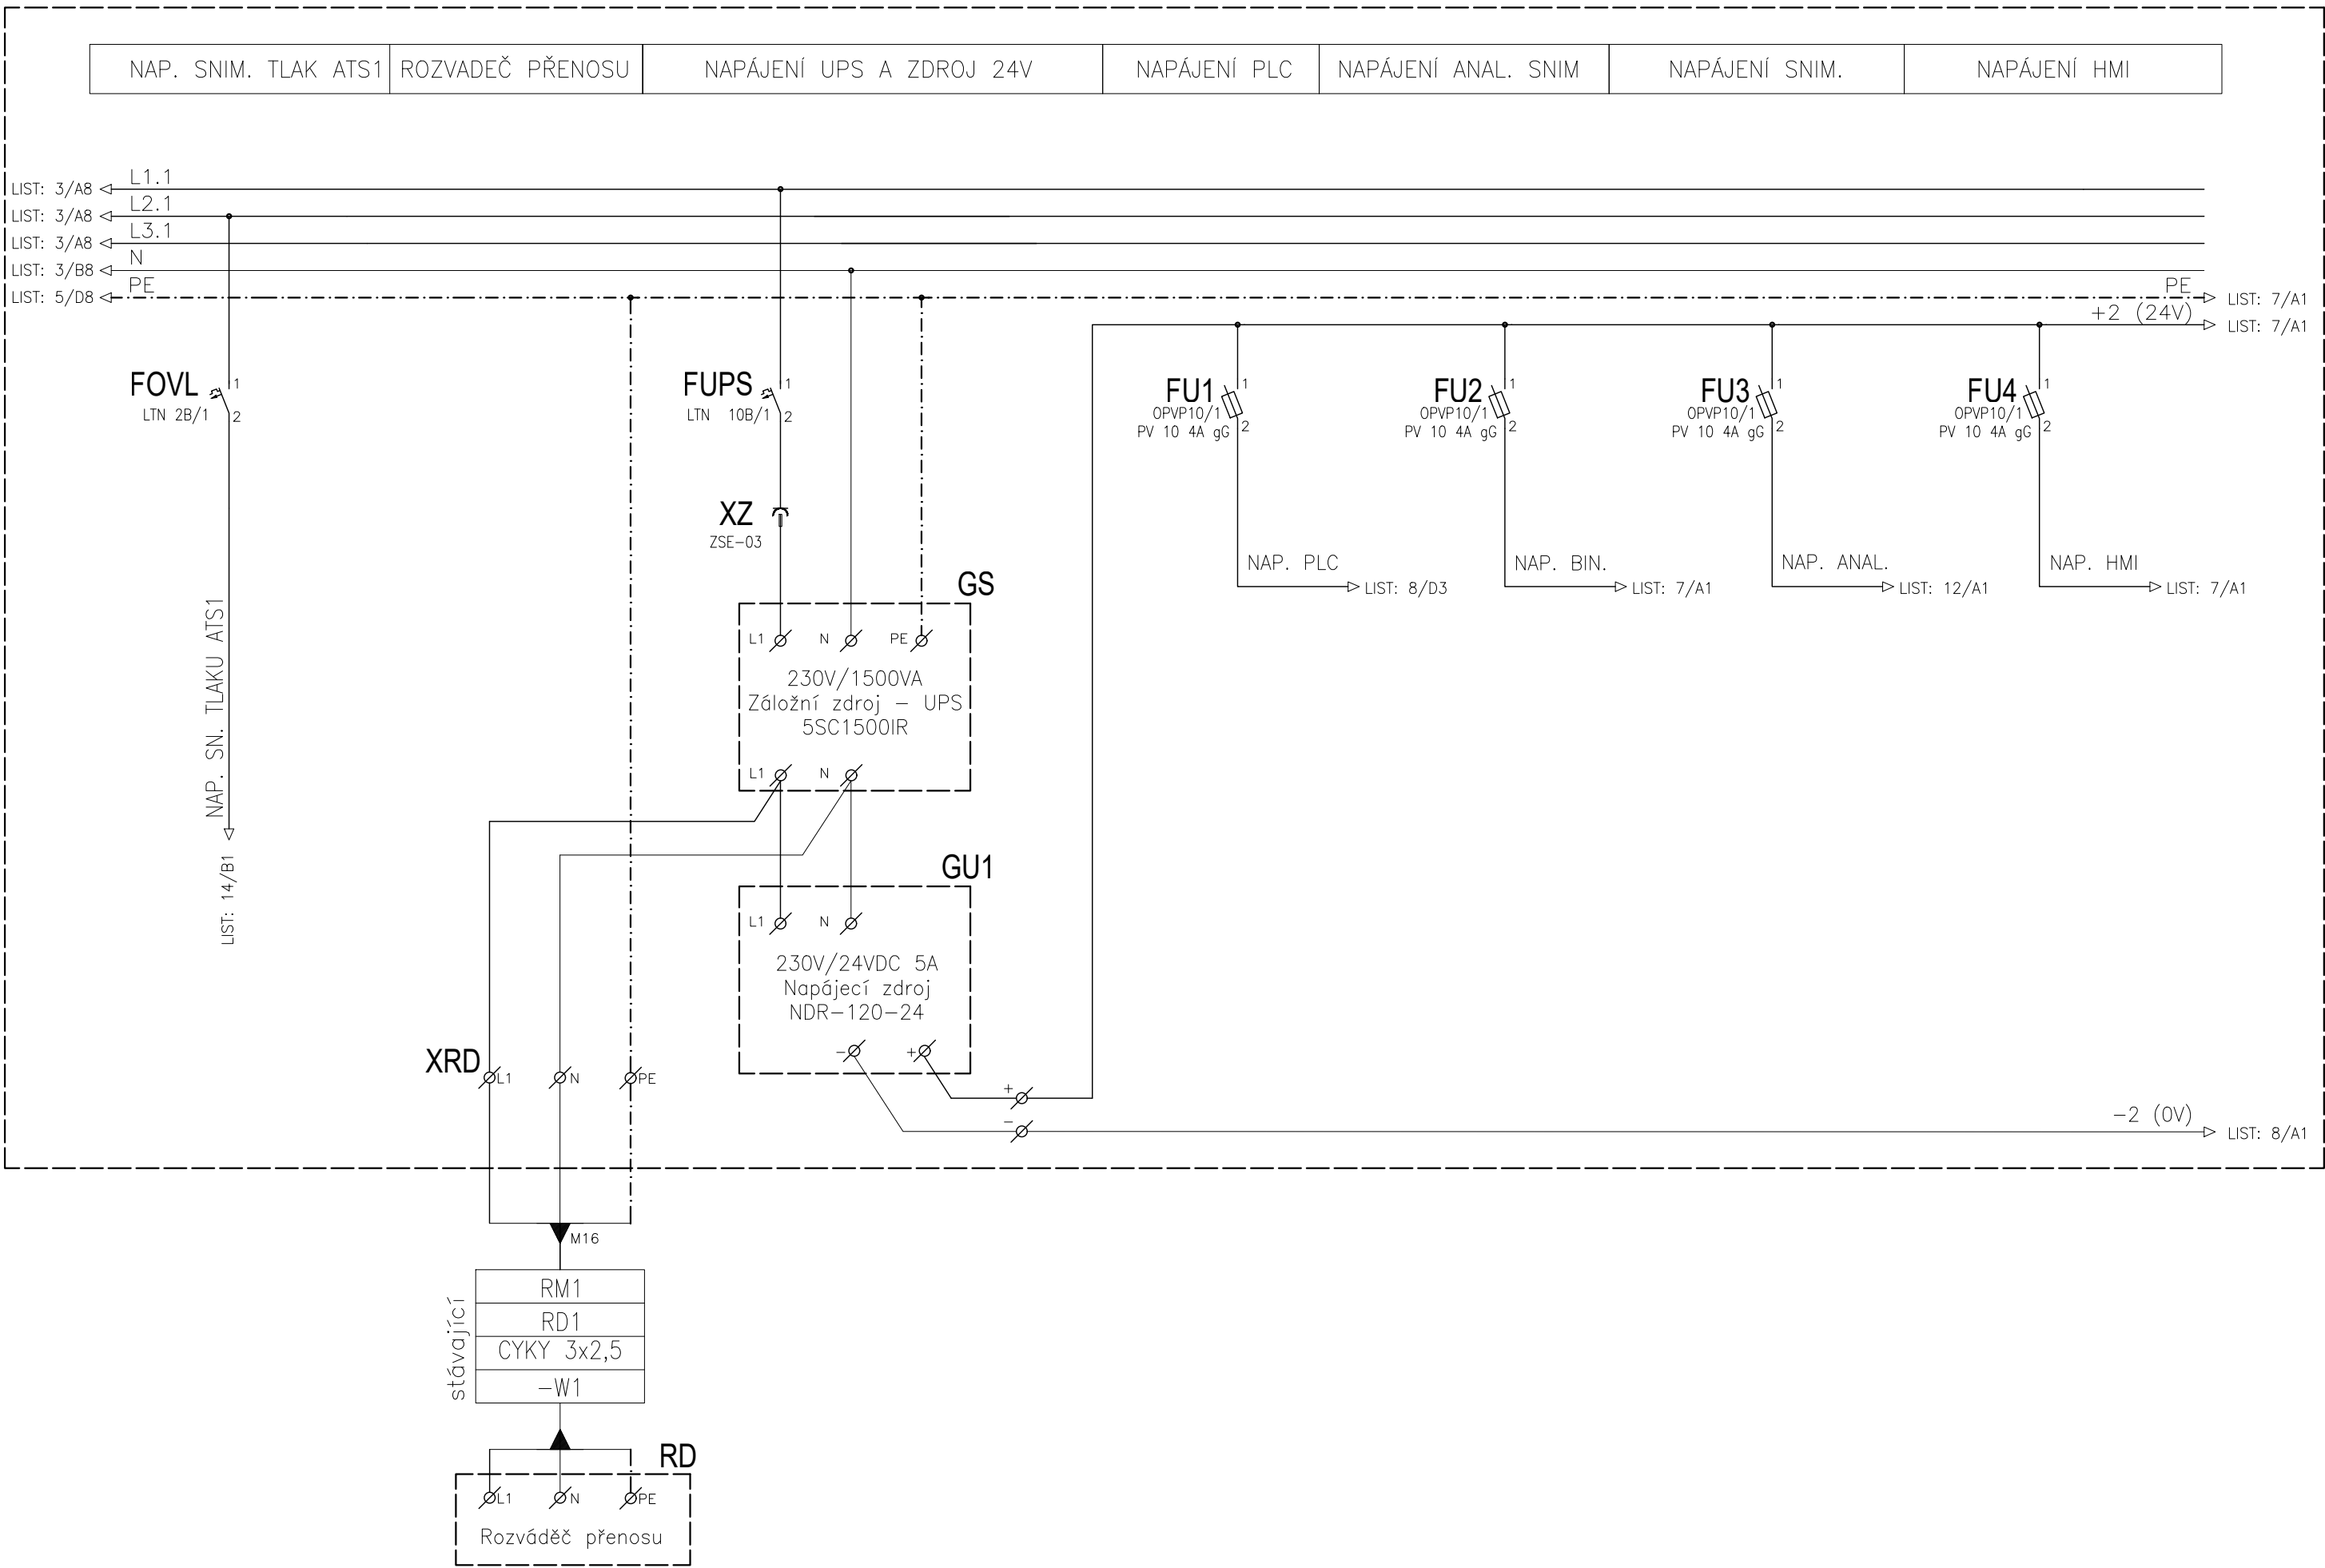 NAP. SNIM. TLAK ATS1
ROZVADEČ PŘENOSU
NAPÁJENÍ UPS A ZDROJ 24V
NAPÁJENÍ PLC
NAPÁJENÍ ANAL. SNIM
NAPÁJENÍ SNIM.
NAPÁJENÍ HMI
LIST: 3/A8
L1.1
LIST: 3/A8
L2.1
LIST: 3/A8
L3.1
LIST: 3/B8
N
LIST: 5/D8
PE
PE
LIST: 7/A1
+2 (24V)
LIST: 7/A1
FOVL
LTN 2B/1
1
2
FUPS
LTN 10B/1
1
2
FU1
OPVP10/1
PV 10 4A gG
1
2
FU2
OPVP10/1
PV 10 4A gG
1
2
FU3
OPVP10/1
PV 10 4A gG
1
2
FU4
OPVP10/1
PV 10 4A gG
1
2
XZ
ZSE-03
NAP. PLC
LIST: 8/D3
NAP. BIN.
LIST: 7/A1
NAP. ANAL.
LIST: 12/A1
NAP. HMI
LIST: 7/A1
NAP. SN. TLAKU ATS1
LIST: 14/B1
GS
L1
N
PE
230V/1500VA
Záložní zdroj - UPS
5SC1500IR
L1
N
GU1
L1
N
230V/24VDC 5A
Napájecí zdroj
NDR-120-24
-
+
+
-
-2 (0V)
LIST: 8/A1
XRD
L1
N
PE
M16
stávající
RM1
RD1
CYKY 3x2,5
-W1
RD
L1
N
PE
Rozváděč přenosu